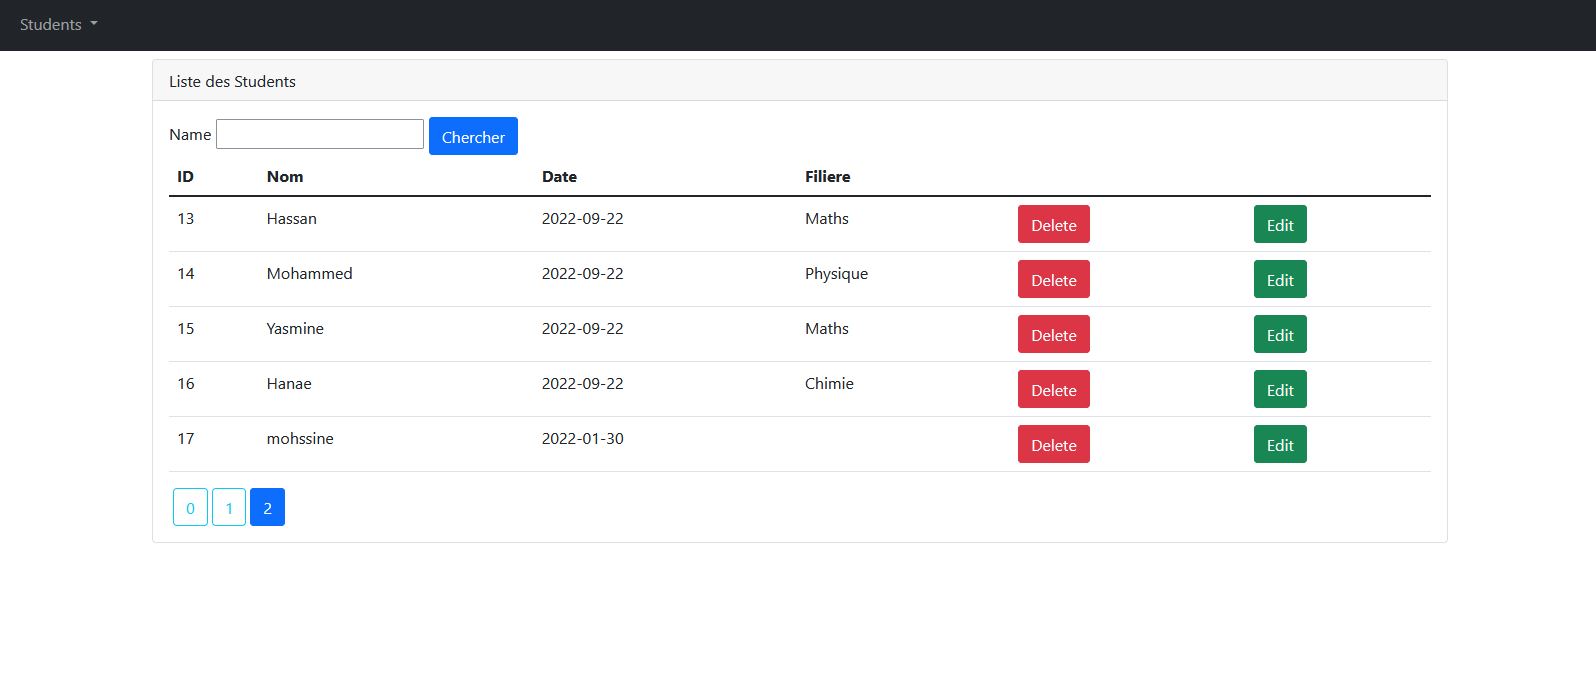 Students
Liste des Students
Name Chercher
ID Nom Date Filiere
13 Hassan 2022-09-22 Maths Delete Edit
14 Mohammed 2022-09-22 Physique Delete Edit
15 Yasmine 2022-09-22 Maths Delete Edit
16 Hanae 2022-09-22 Chimie Delete Edit
17 mohssine 2022-01-30 Delete Edit
0 1 2